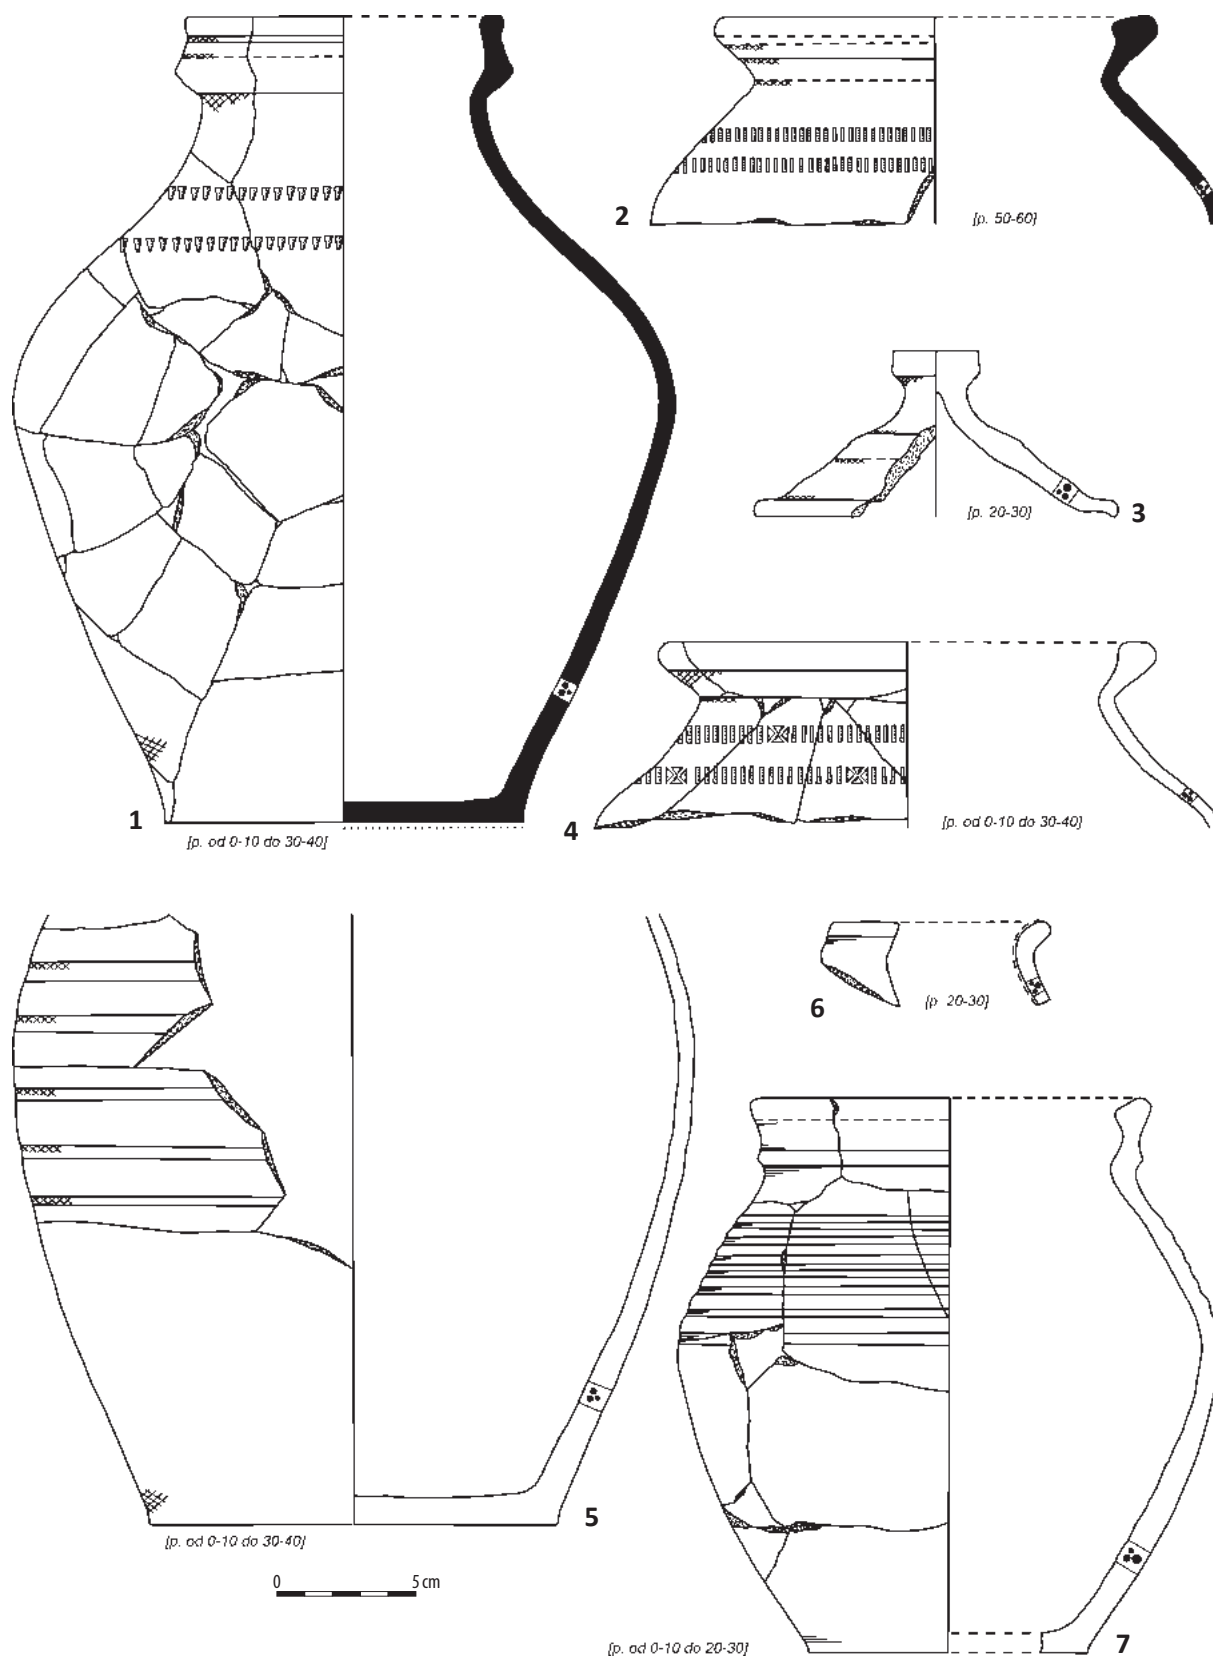 2
[p. 50-60]
3
[p. 20-30]
1
[p. od 0-10 do 30-40]
4
[p. od 0-10 do 30-40]
6
[p. 20-30]
5
[p. od 0-10 do 30-40]
0 5 cm
7
[p. od 0-10 do 20-30]